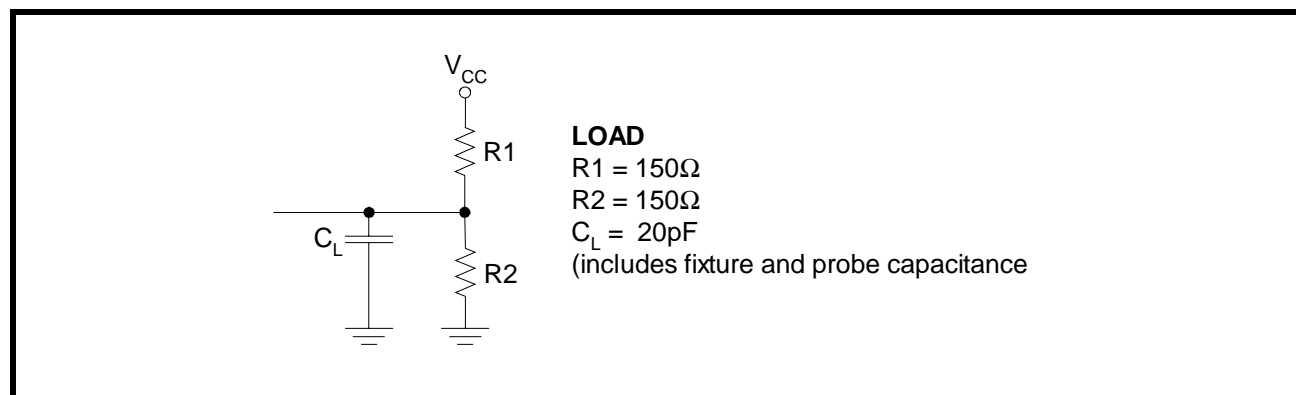 V_CC
R1
LOAD
R1 = 150Ω
R2 = 150Ω
C_L = 20pF
(includes fixture and probe capacitance
C_L
R2